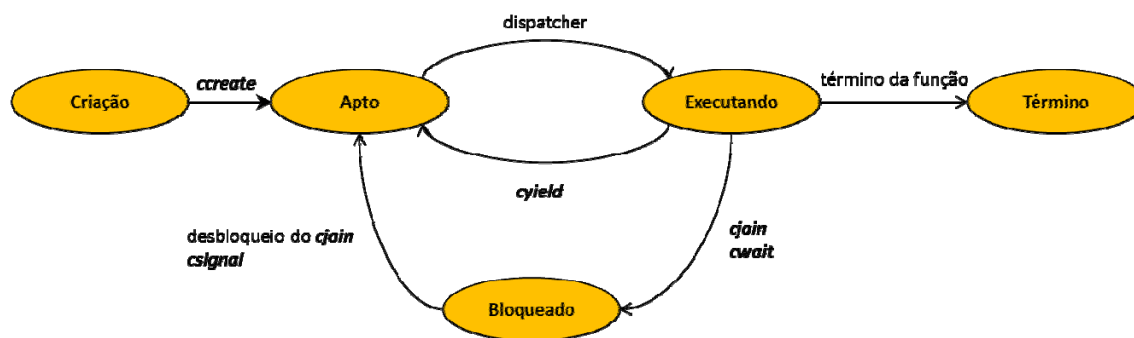 dispatcher
ccreate
término da função
Criação
Apto
Executando
Término
cyield
desbloqueio do cjoin
csignal
cjoin
cwait
Bloqueado